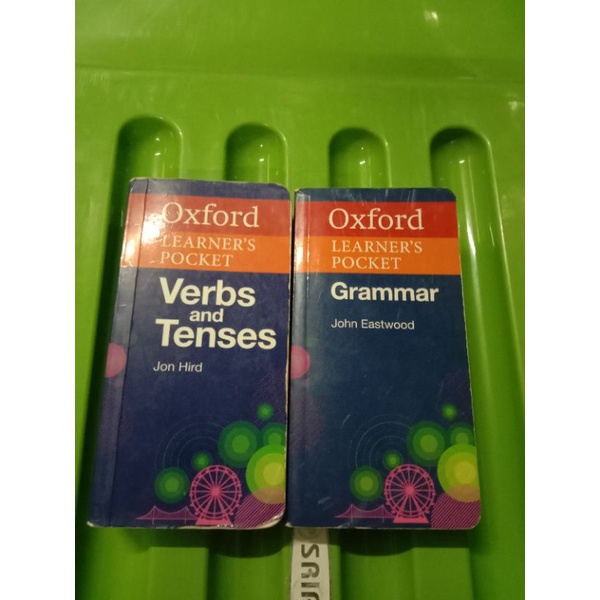 Oxford
LEARNER'S
POCKET
Verbs
and
Tenses
Jon Hird
Oxford
LEARNER'S
POCKET
Grammar
John Eastwood